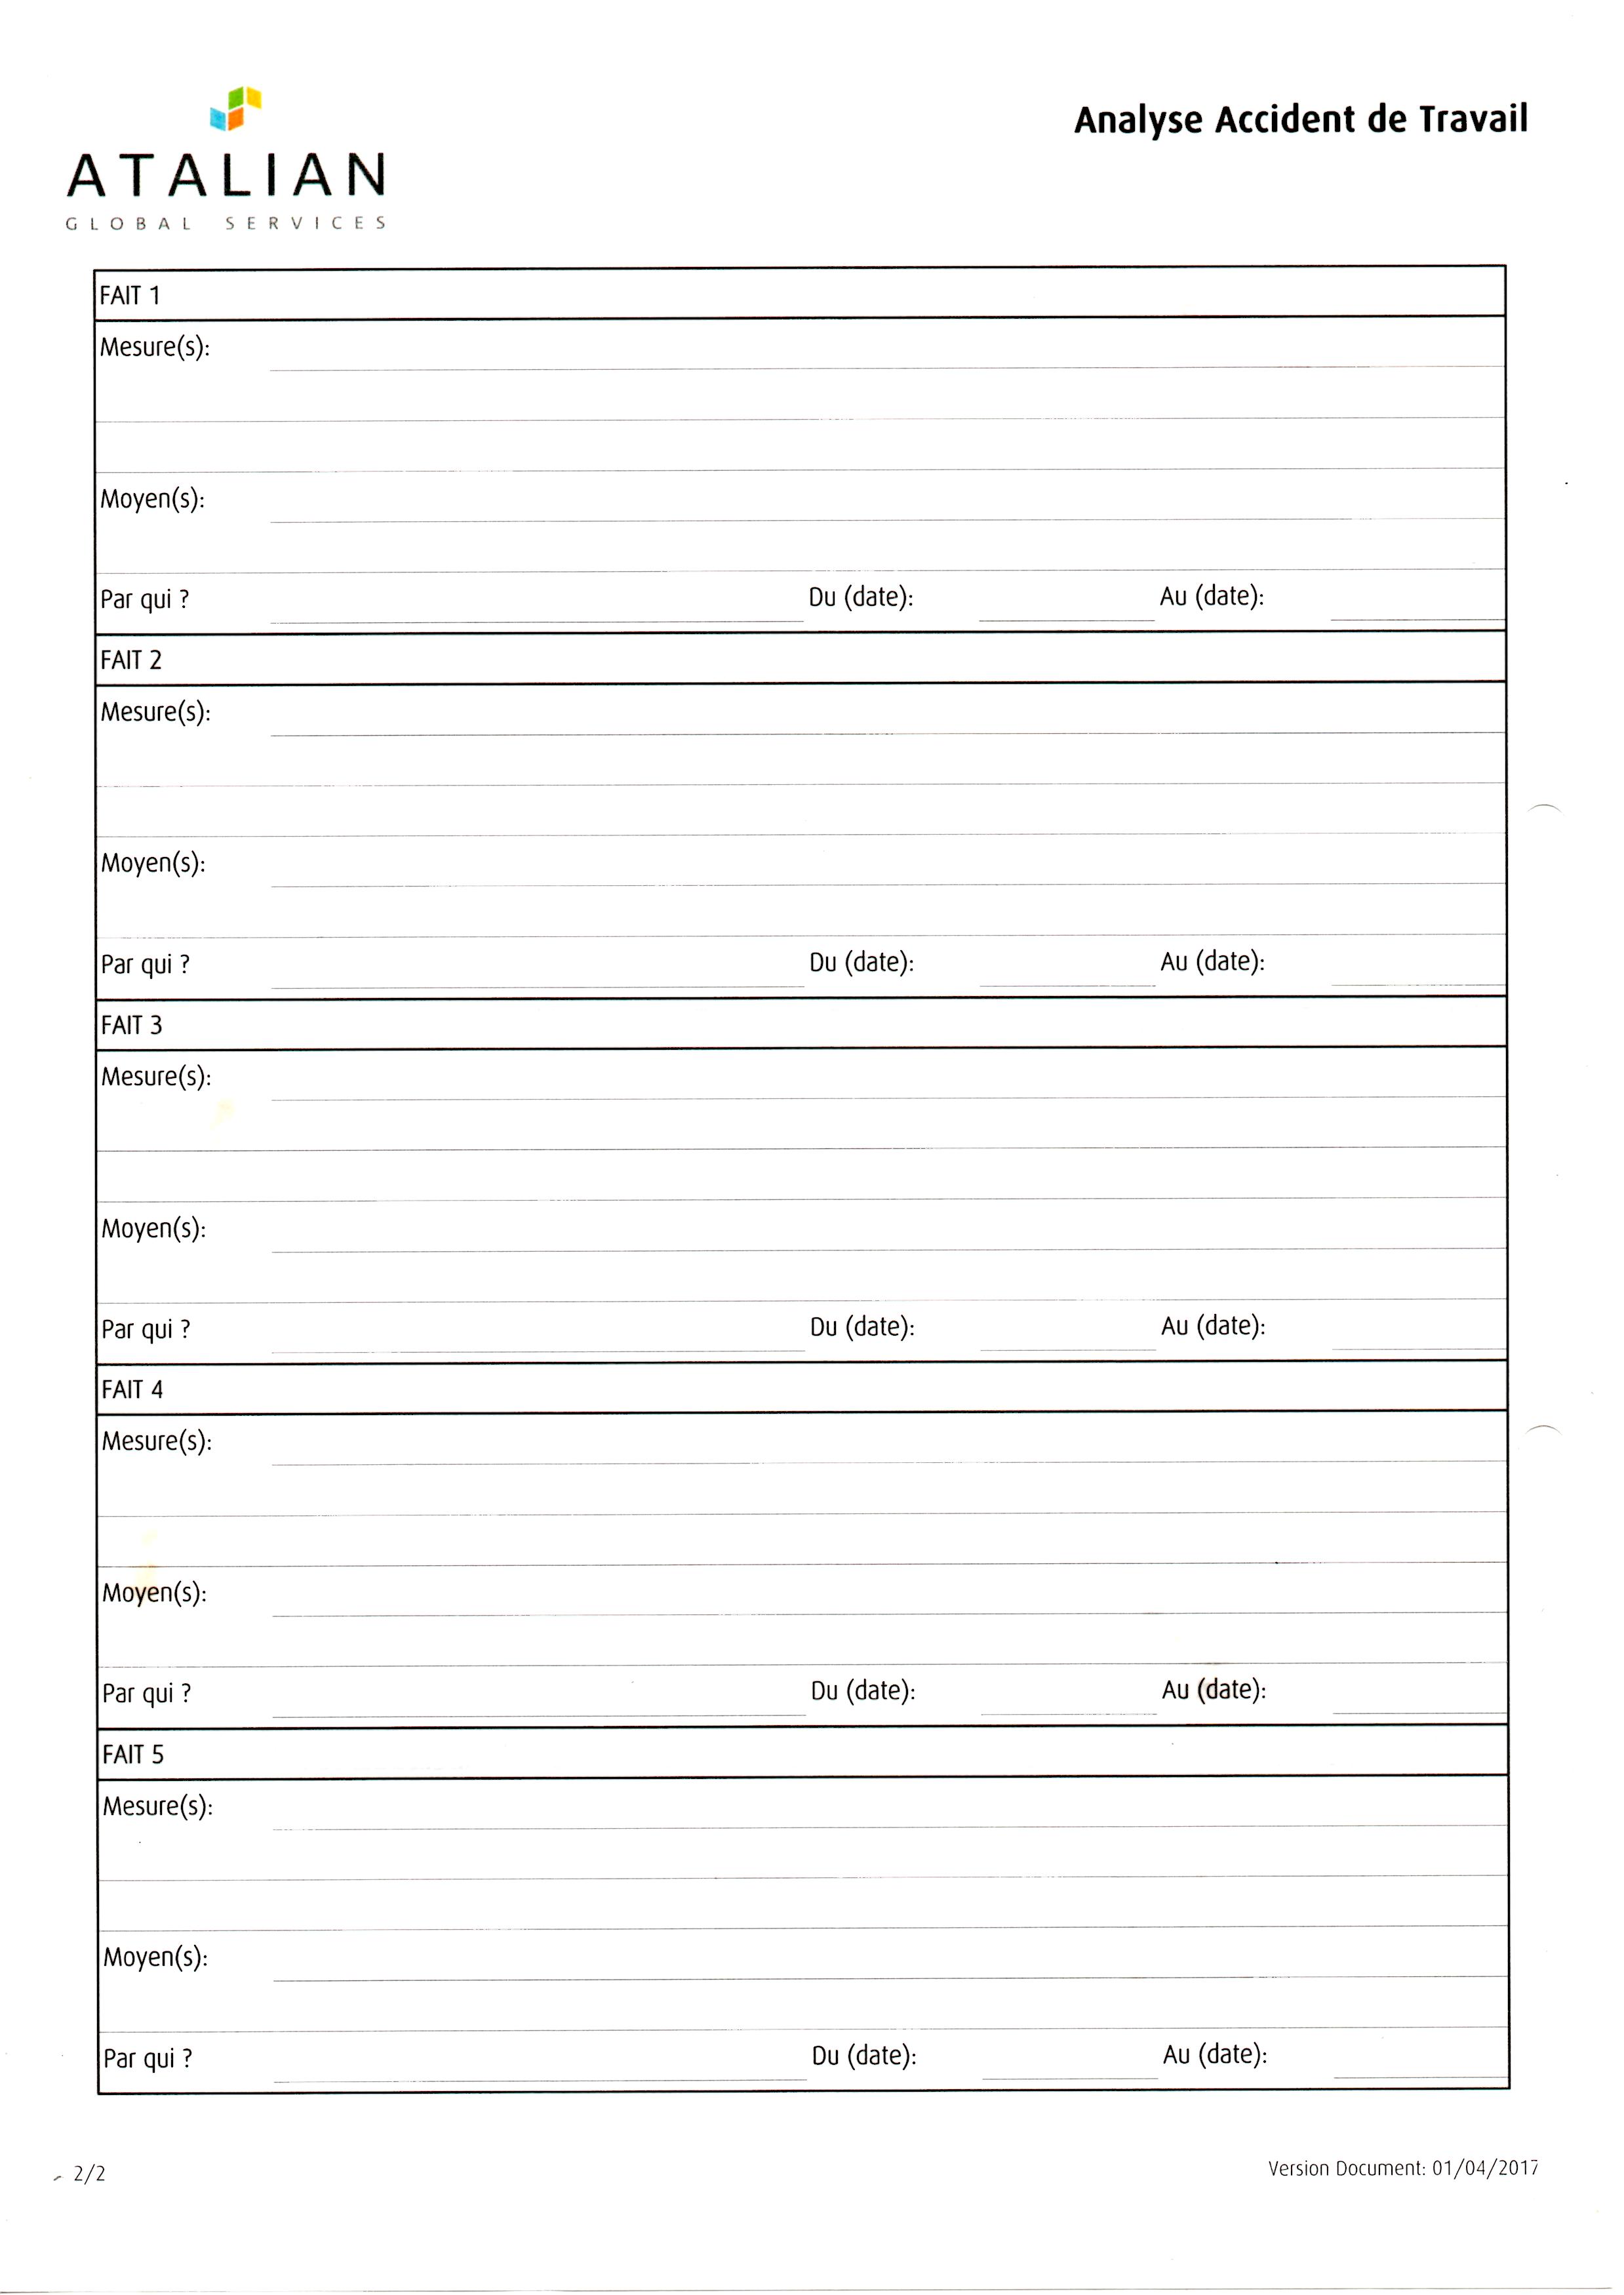 ATALIAN
GLOBAL SERVICES
Analyse Accident de Travail
FAIT 1
Mesure(s):
Moyen(s):
Par qui ? Du (date): Au (date):
FAIT 2
Mesure(s):
Moyen(s):
Par qui ? Du (date): Au (date):
FAIT 3
Mesure(s):
Moyen(s):
Par qui ? Du (date): Au (date):
FAIT 4
Mesure(s):
Moyen(s):
Par qui ? Du (date): Au (date):
FAIT 5
Mesure(s):
Moyen(s):
Par qui ? Du (date): Au (date):
2/2 Version Document: 01/04/2017